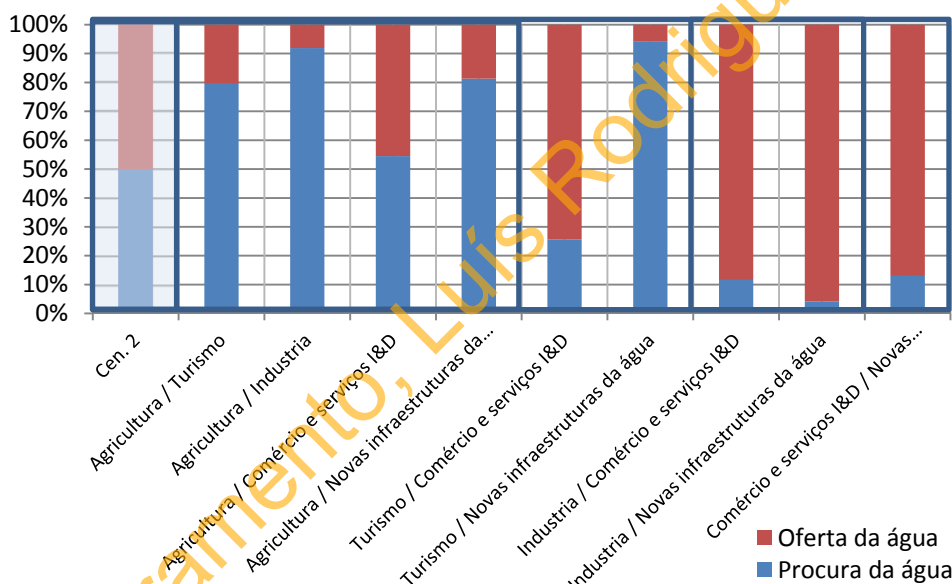 100%
90%
80%
70%
60%
50%
40%
30%
20%
10%
0%
Cen. 2
Agricultura / Turismo
Agricultura / Industria
Agricultura / Comércio e serviços I&D
Agricultura / Novas infraestruturas da...
Turismo / Comércio e serviços I&D
Turismo / Novas infraestruturas da água
Industria / Comércio e serviços I&D
Industria / Novas infraestruturas da água
Comércio e serviços I&D / Novas...
Oferta da água
Procura da água
ramento, Luís Rodrigu